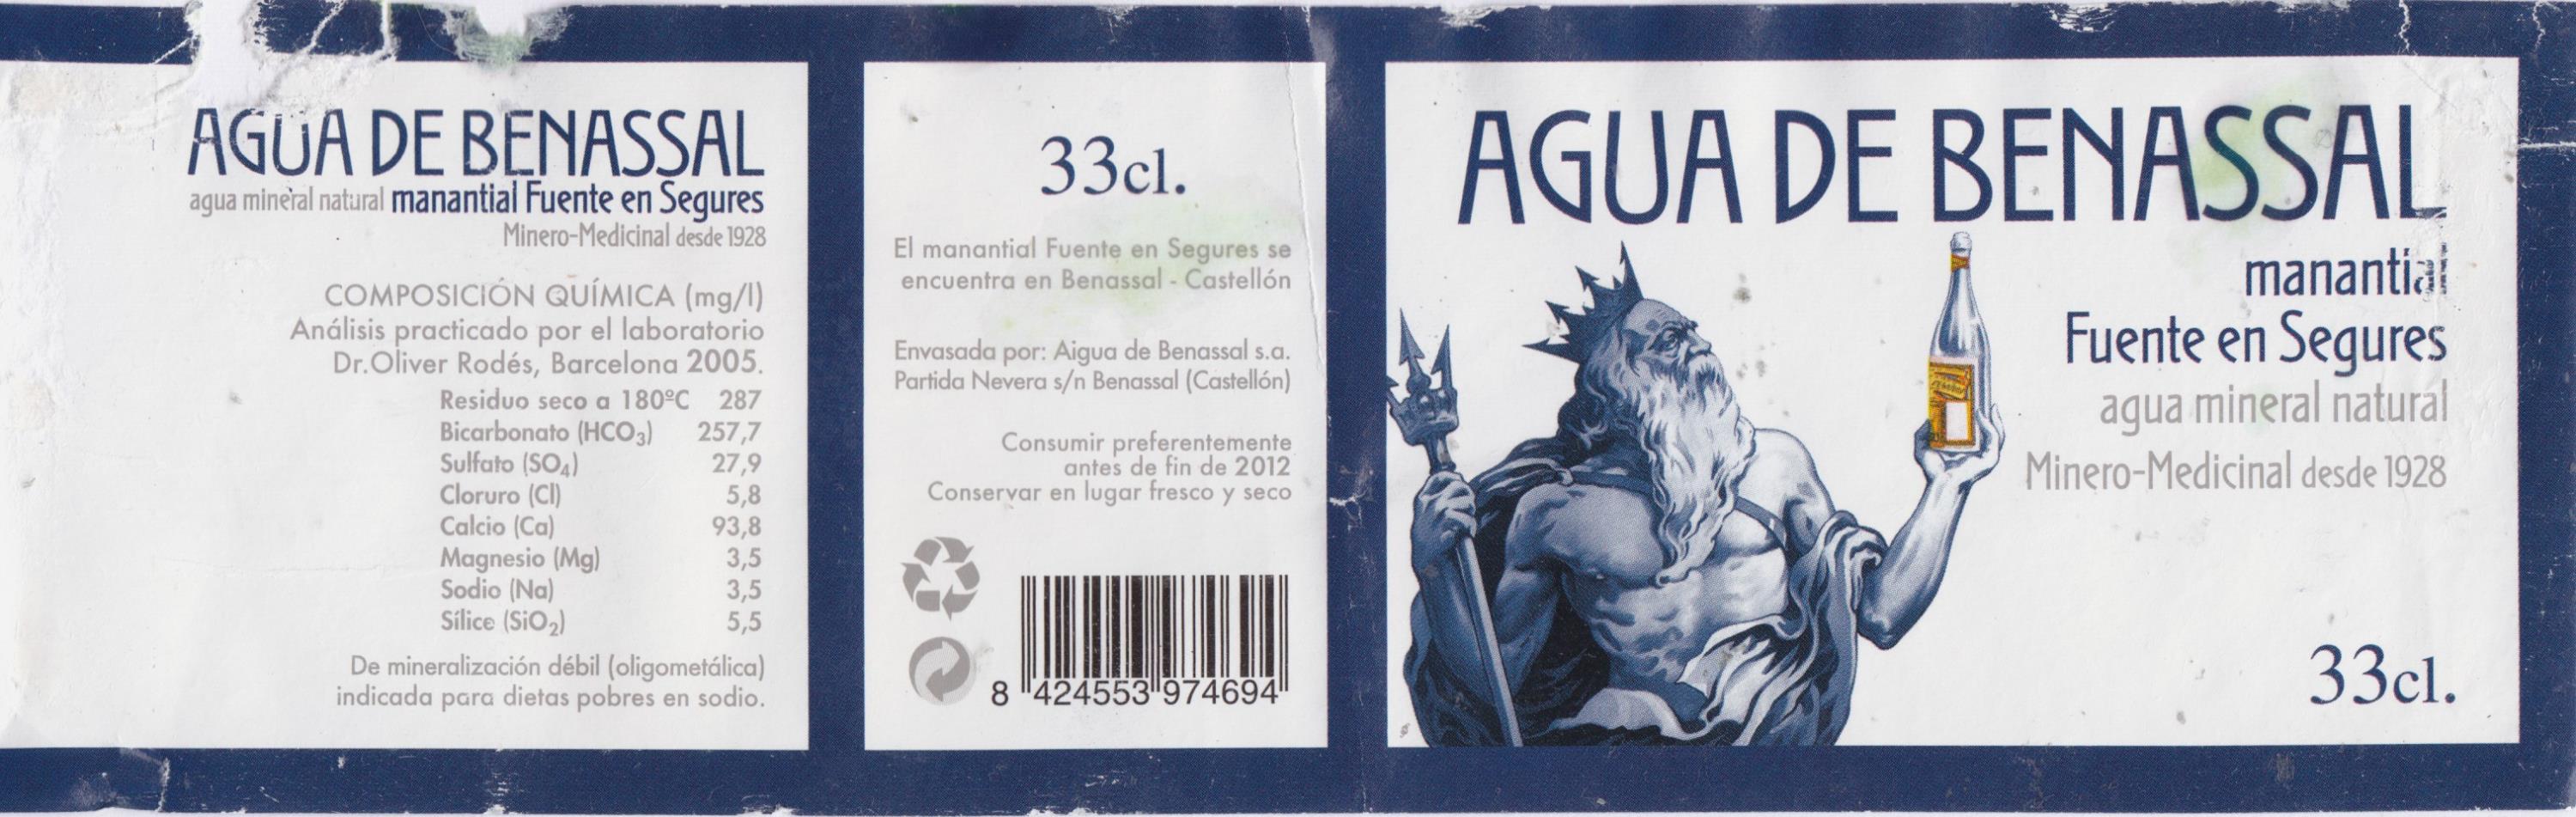 AGUA DE BENASSAL
agua mineral natural manantial Fuente en Segures
Minero-Medicinal desde 1928
COMPOSICIÓN QUÍMICA (mg/l)
Análisis practicado por el laboratorio
Dr.Oliver Rodés, Barcelona 2005.
Residuo seco a 180ºC 287
Bicarbonato (HCO₃) 257,7
Sulfato (SO₄) 27,9
Cloruro (Cl) 5,8
Calcio (Ca) 93,8
Magnesio (Mg) 3,5
Sodio (Na) 3,5
Sílice (SiO₂) 5,5
De mineralización débil (oligometálica)
indicada para dietas pobres en sodio.
33cl.
El manantial Fuente en Segures se
encuentra en Benassal - Castellón
Envasada por: Aigua de Benassal s.a.
Partida Nevera s/n Benassal (Castellón)
Consumir preferentemente
antes de fin de 2012
Conservar en lugar fresco y seco
8 424553 974694
AGUA DE BENASSAL
manantial
Fuente en Segures
agua mineral natural
Minero-Medicinal desde 1928
33cl.